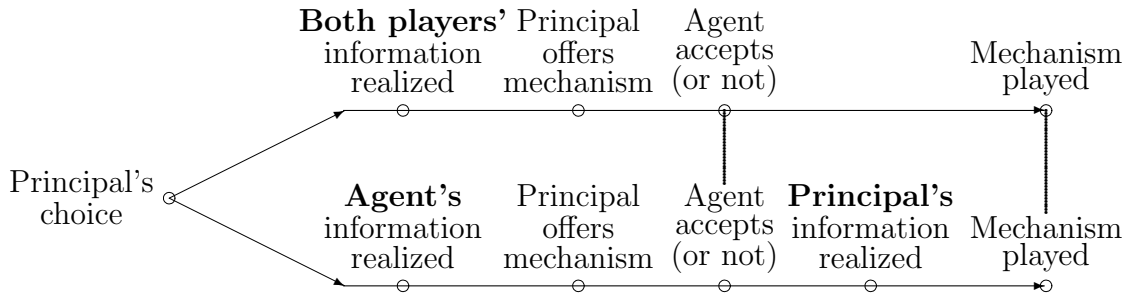 Both players'
information
realized
Principal
offers
mechanism
Agent
accepts
(or not)
Mechanism
played
Principal's
choice
Agent's
information
realized
Principal
offers
mechanism
Agent
accepts
(or not)
Principal's
information
realized
Mechanism
played